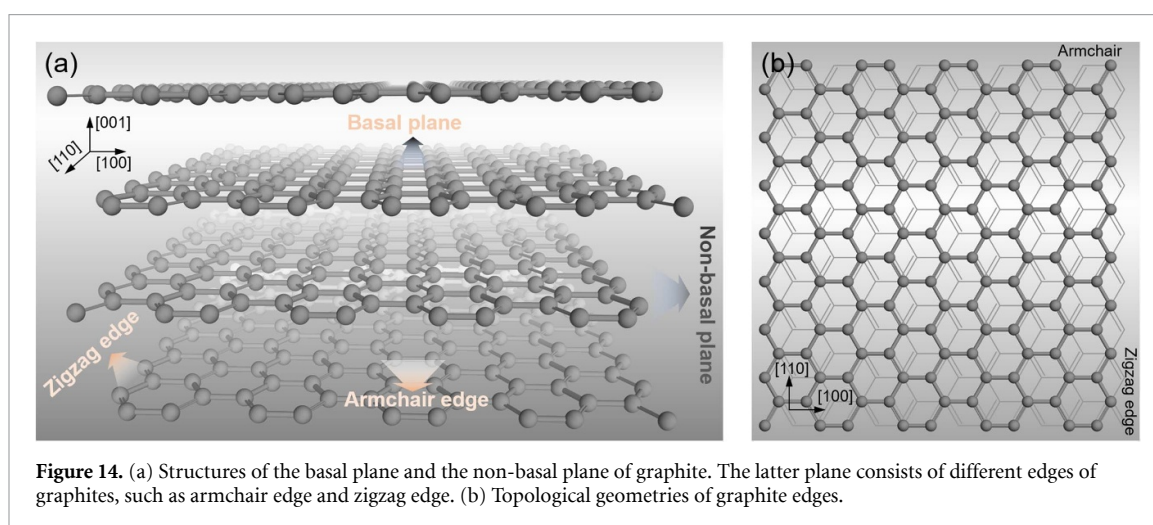 (a)
[001]
[110]
[100]
Basal plane
Non-basal plane
Zigzag edge
Armchair edge
(b)
Armchair
[110]
[100]
Zigzag edge
Figure 14. (a) Structures of the basal plane and the non-basal plane of graphite. The latter plane consists of different edges of
graphites, such as armchair edge and zigzag edge. (b) Topological geometries of graphite edges.